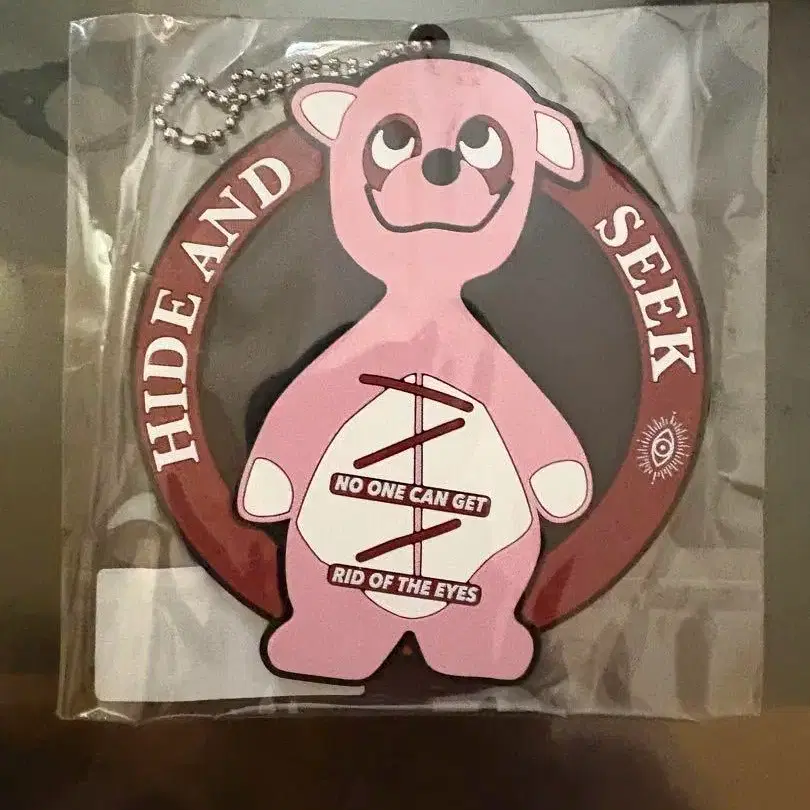 HIDE AND
SEEK
NO ONE CAN GET
RID OF THE EYES